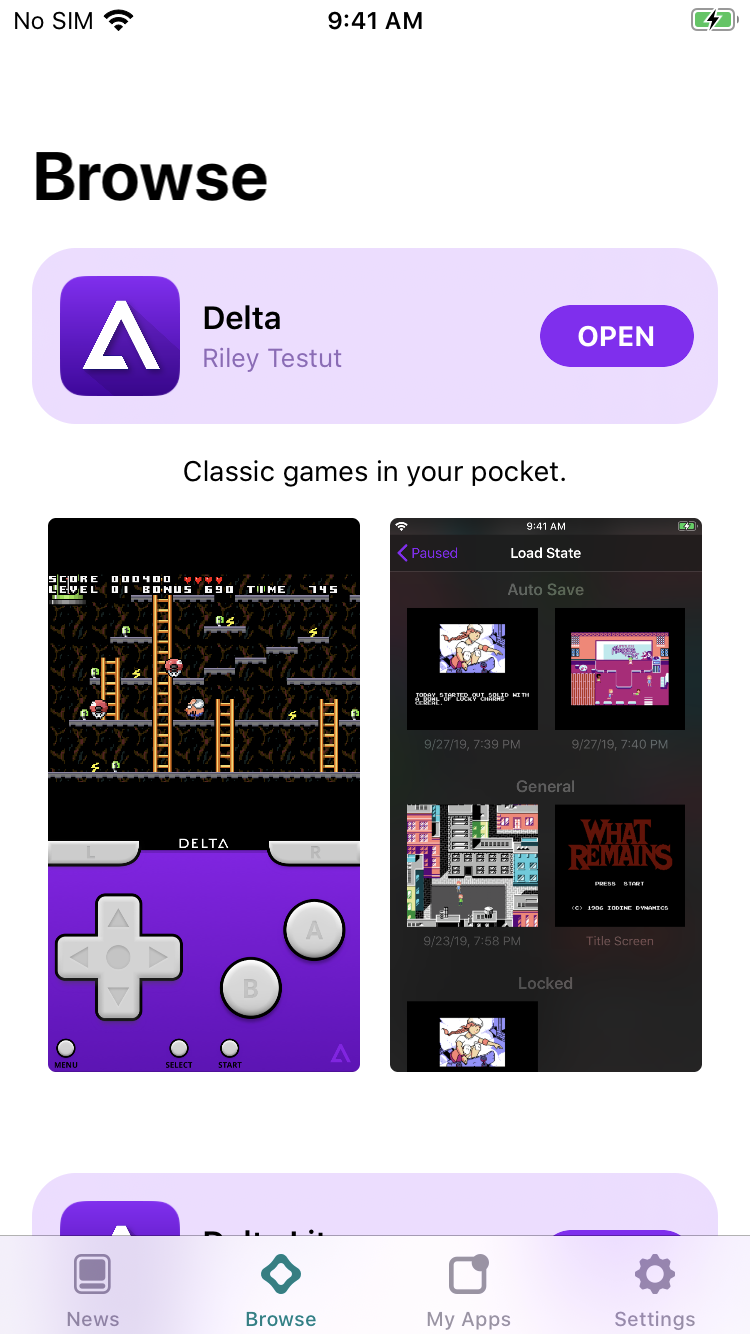 No SIM 9:41 AM
Browse
Delta
Riley Testut
OPEN
Classic games in your pocket.
SCORE 000400
LEVEL 01 BONUS 690 TIME 745
L DELTA R
A
B
MENU SELECT START
9:41 AM
Paused Load State
Auto Save
TODAY STARTED OUT SOLID WITH
A BOWL OF LUCKY CHARMS
CEREAL.
9/27/19, 7:39 PM 9/27/19, 7:40 PM
General
WHAT
REMAINS
PRESS START
(C) 1986 IODINE DYNAMICS
9/23/19, 7:58 PM Title Screen
Locked
News Browse My Apps Settings